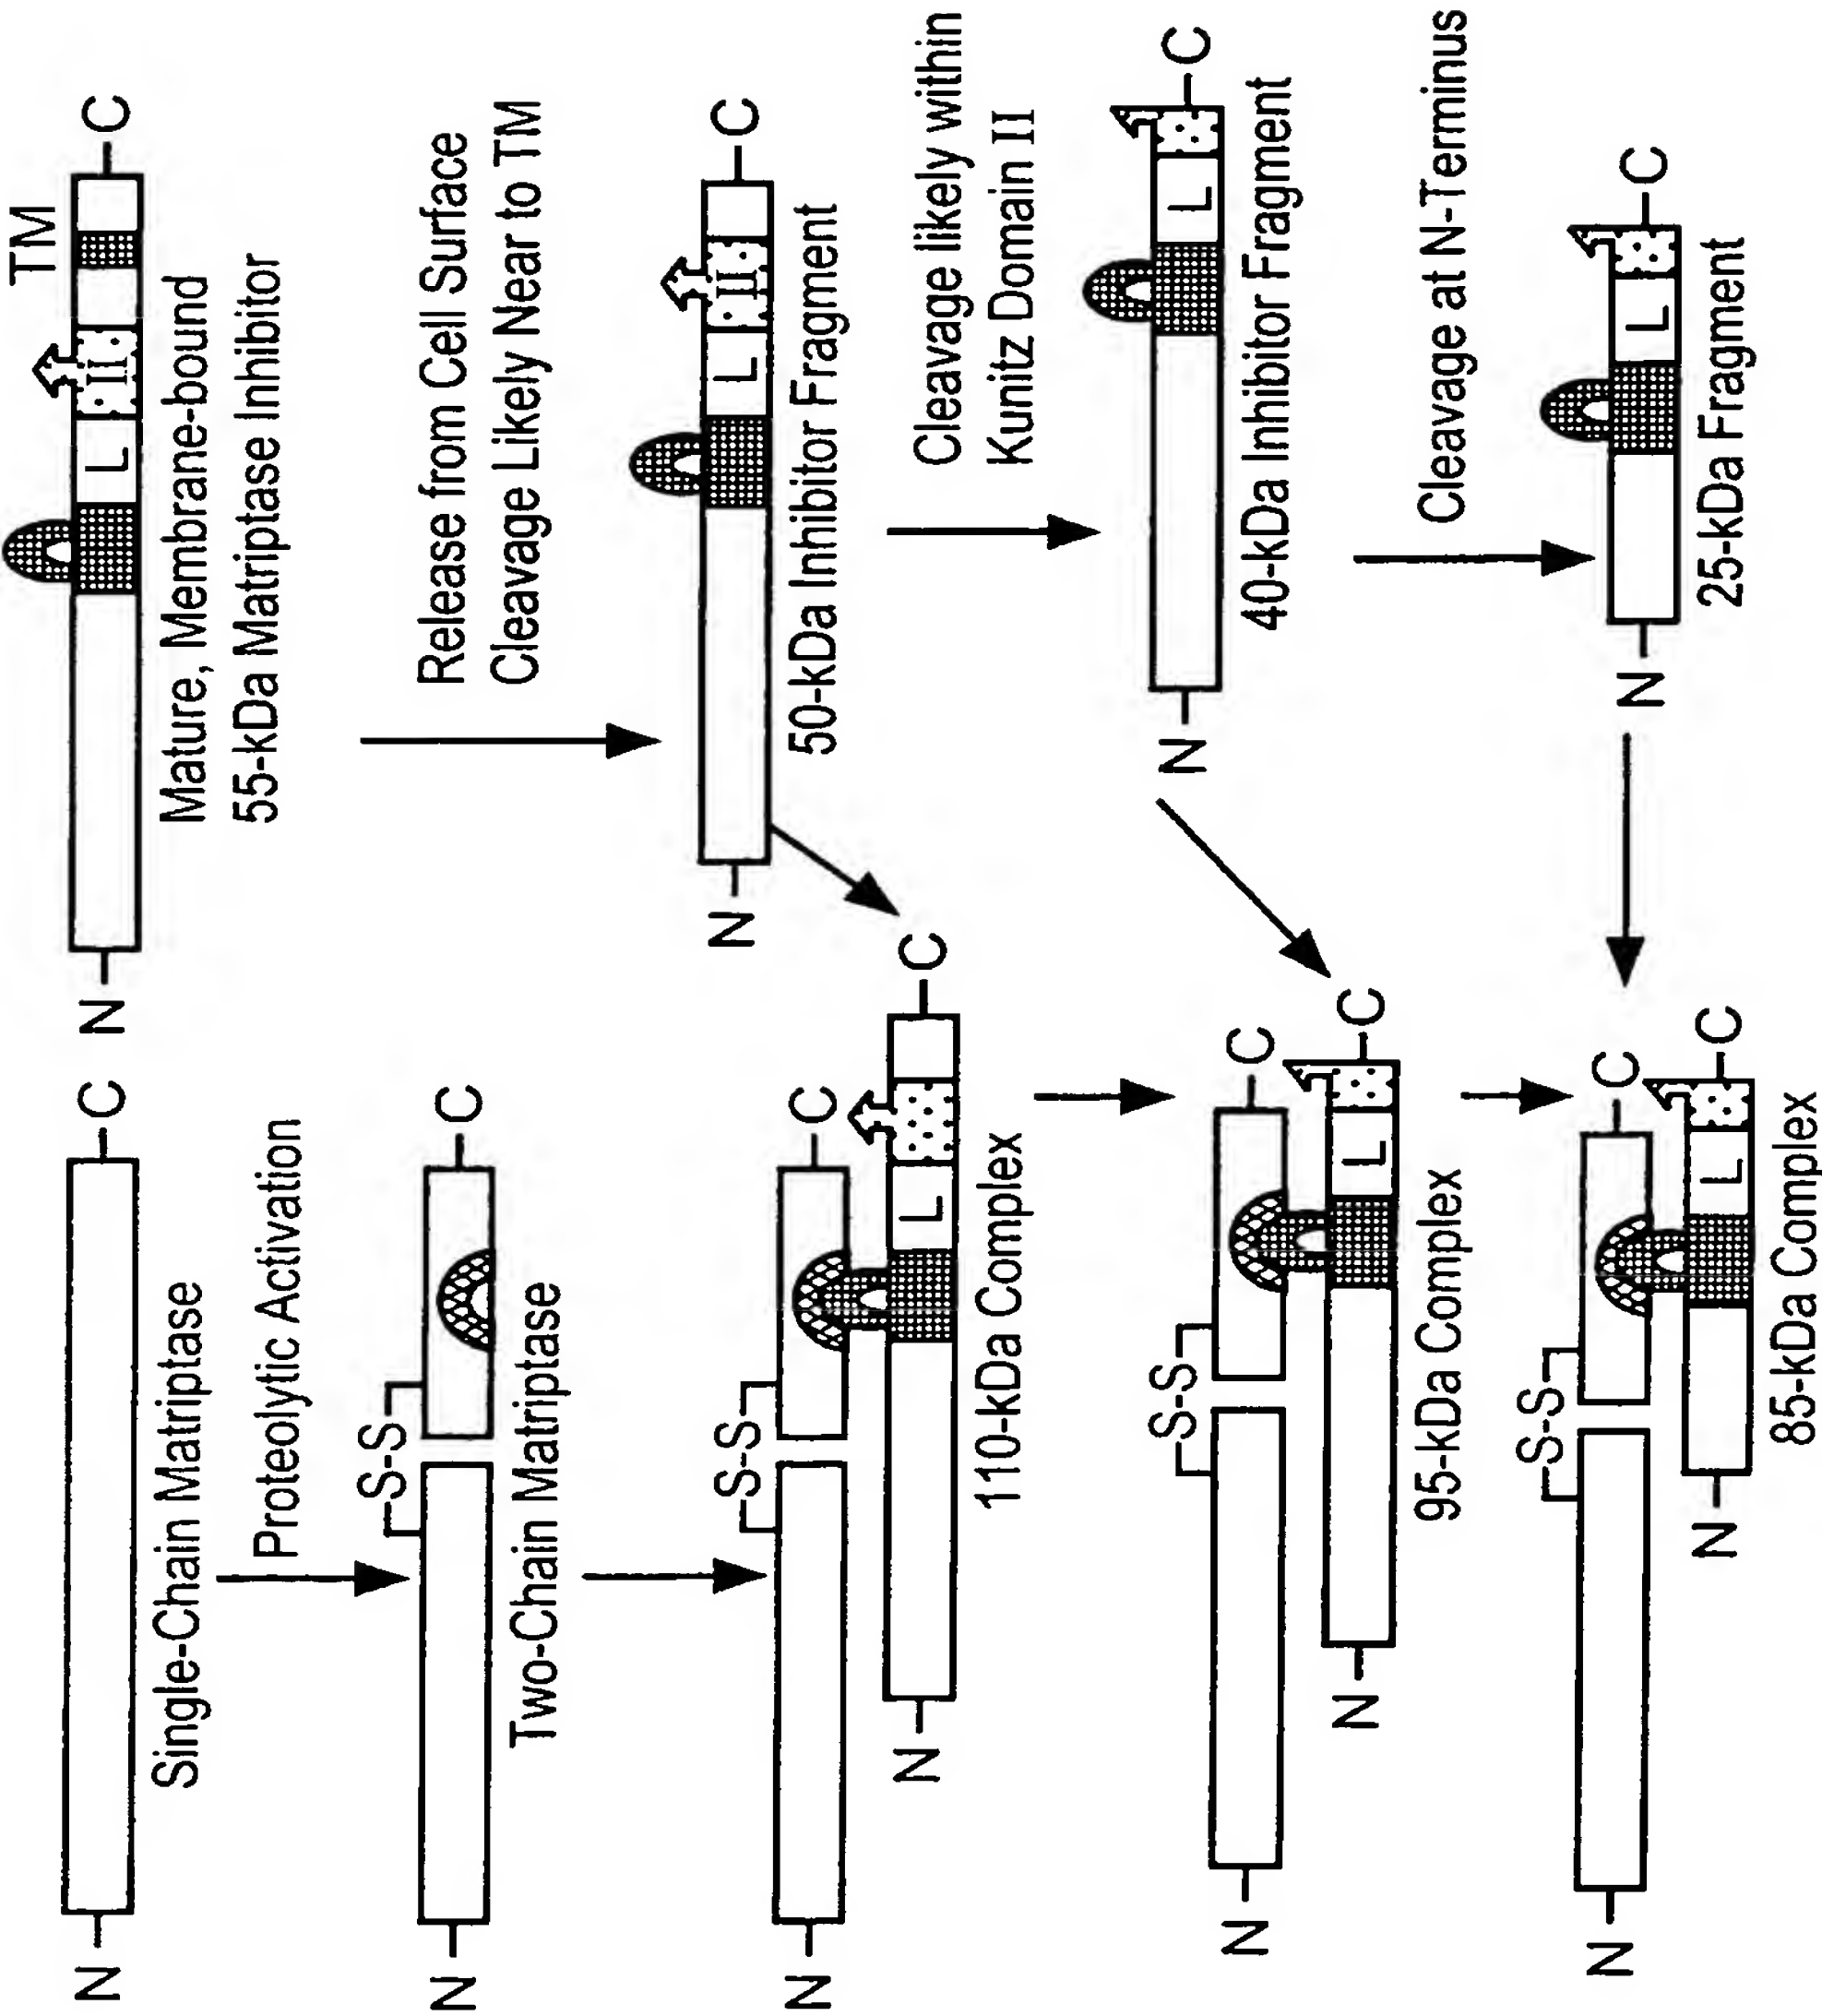 N C
Single-Chain Matriptase
Proteolytic Activation
S-S
N C
Two-Chain Matriptase
S-S
N C
L
N C
110-kDa Complex
S-S
N C
L
N C
95-kDa Complex
S-S
N C
L
N C
85-kDa Complex
TM
N L II C
Mature, Membrane-bound
55-kDa Matriptase Inhibitor
Release from Cell Surface
Cleavage Likely Near to TM
N L II C
50-kDa Inhibitor Fragment
Cleavage likely within
Kunitz Domain II
N L C
40-kDa Inhibitor Fragment
Cleavage at N-Terminus
N L C
25-kDa Fragment